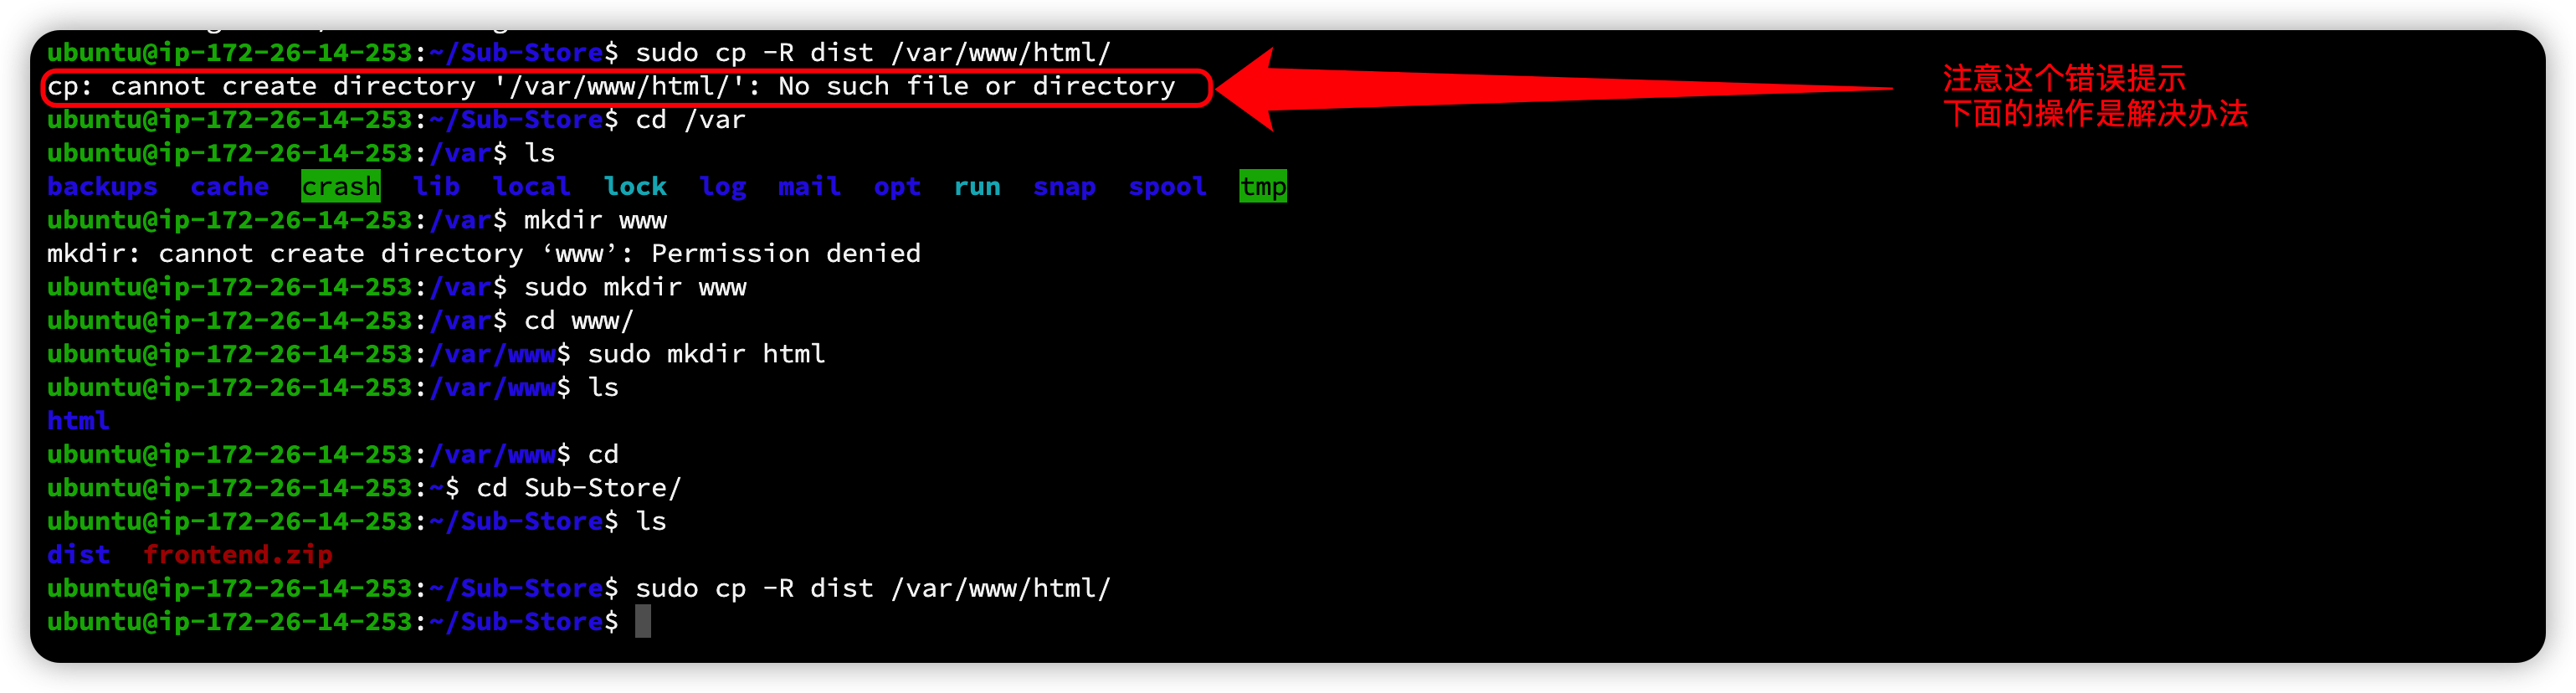 ubuntu@ip-172-26-14-253:~/Sub-Store$ sudo cp -R dist /var/www/html/
cp: cannot create directory '/var/www/html/': No such file or directory
注意这个错误提示
下面的操作是解决办法
ubuntu@ip-172-26-14-253:~/Sub-Store$ cd /var
ubuntu@ip-172-26-14-253:/var$ ls
backups  cache  crash  lib  local  lock  log  mail  opt  run  snap  spool  tmp
ubuntu@ip-172-26-14-253:/var$ mkdir www
mkdir: cannot create directory ‘www’: Permission denied
ubuntu@ip-172-26-14-253:/var$ sudo mkdir www
ubuntu@ip-172-26-14-253:/var$ cd www/
ubuntu@ip-172-26-14-253:/var/www$ sudo mkdir html
ubuntu@ip-172-26-14-253:/var/www$ ls
html
ubuntu@ip-172-26-14-253:/var/www$ cd
ubuntu@ip-172-26-14-253:~$ cd Sub-Store/
ubuntu@ip-172-26-14-253:~/Sub-Store$ ls
dist  frontend.zip
ubuntu@ip-172-26-14-253:~/Sub-Store$ sudo cp -R dist /var/www/html/
ubuntu@ip-172-26-14-253:~/Sub-Store$